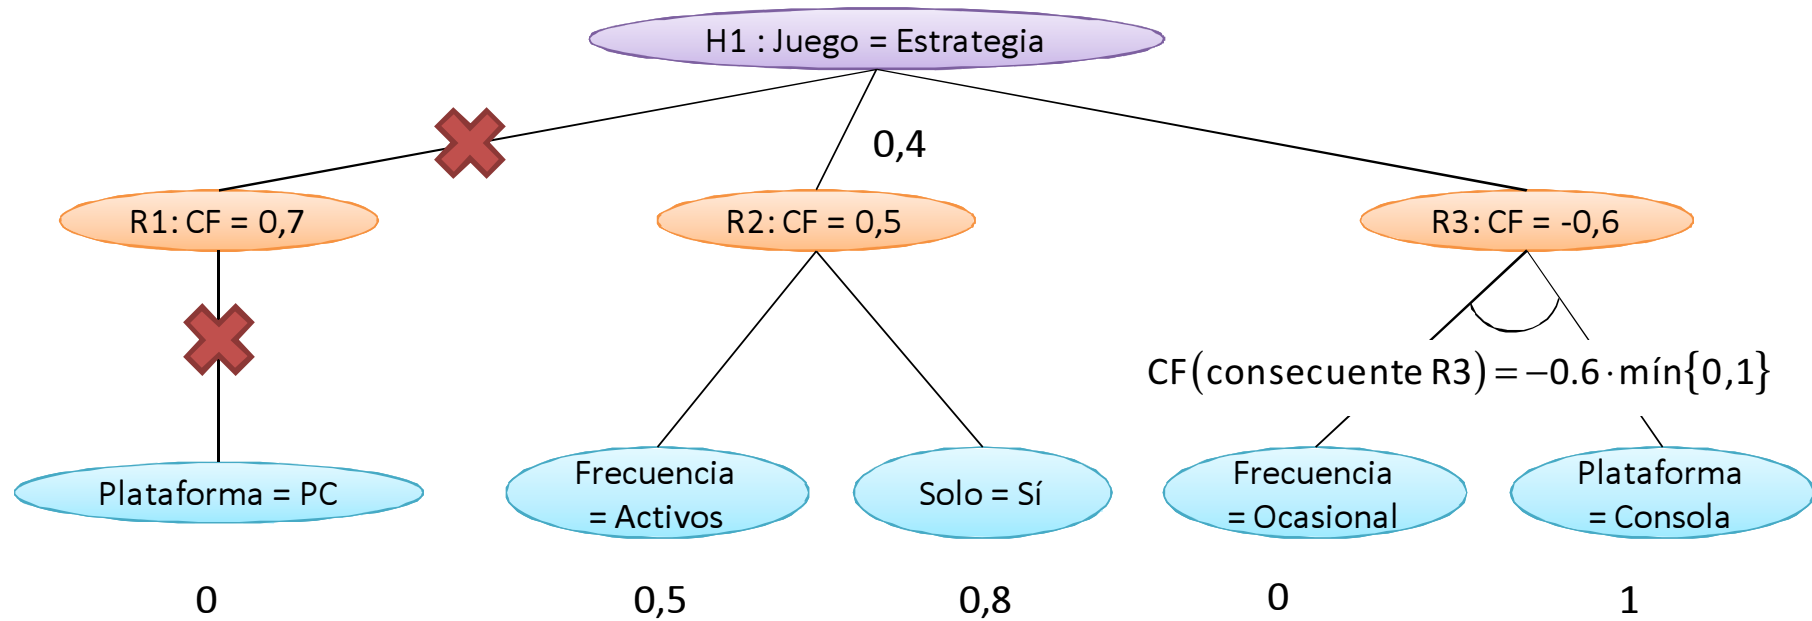 H1 : Juego = Estrategia
0,4
R1: CF = 0,7
R2: CF = 0,5
R3: CF = -0,6
CF(consecuente R3) = −0.6 · mín{0,1}
Plataforma = PC
Frecuencia
= Activos
Solo = Sí
Frecuencia
= Ocasional
Plataforma
= Consola
0
0,5
0,8
0
1